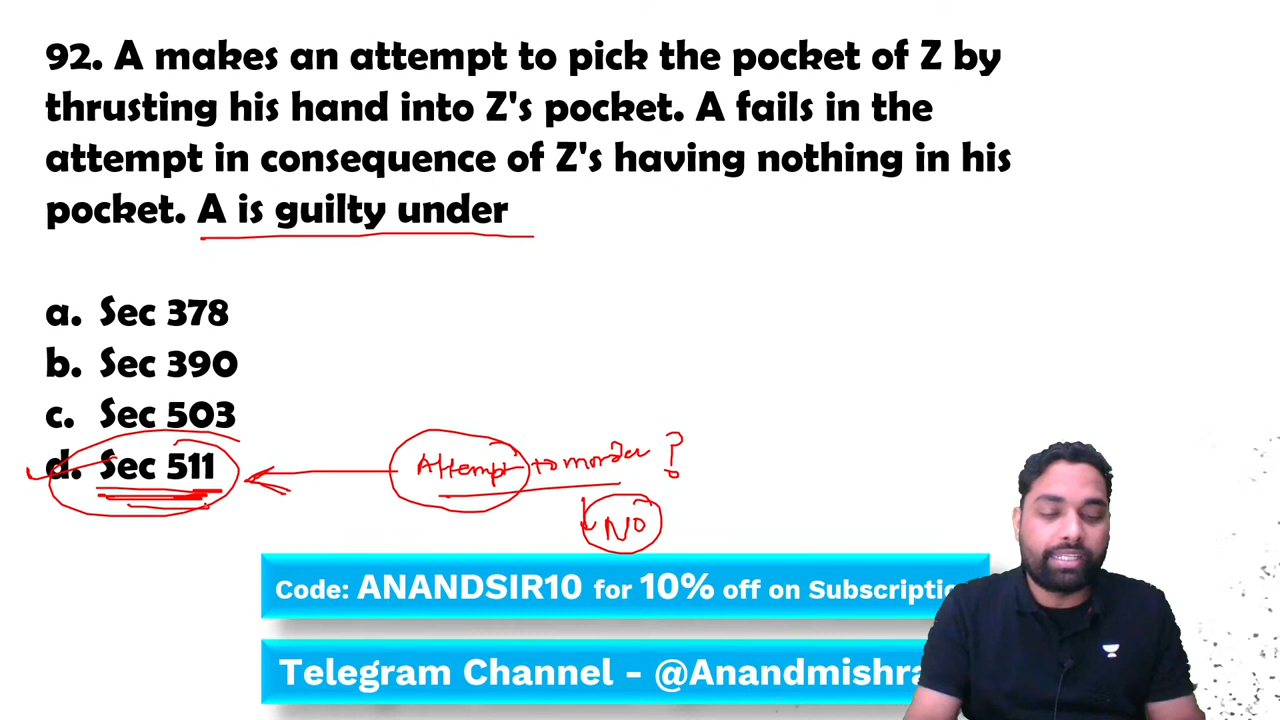 92. A makes an attempt to pick the pocket of Z by
thrusting his hand into Z's pocket. A fails in the
attempt in consequence of Z's having nothing in his
pocket. A is guilty under
a. Sec 378
b. Sec 390
c. Sec 503
d. Sec 511
Attempt to morder ?
NO
Code: ANANDSIR10 for 10% off on Subscriptio
Telegram Channel - @Anandmishra